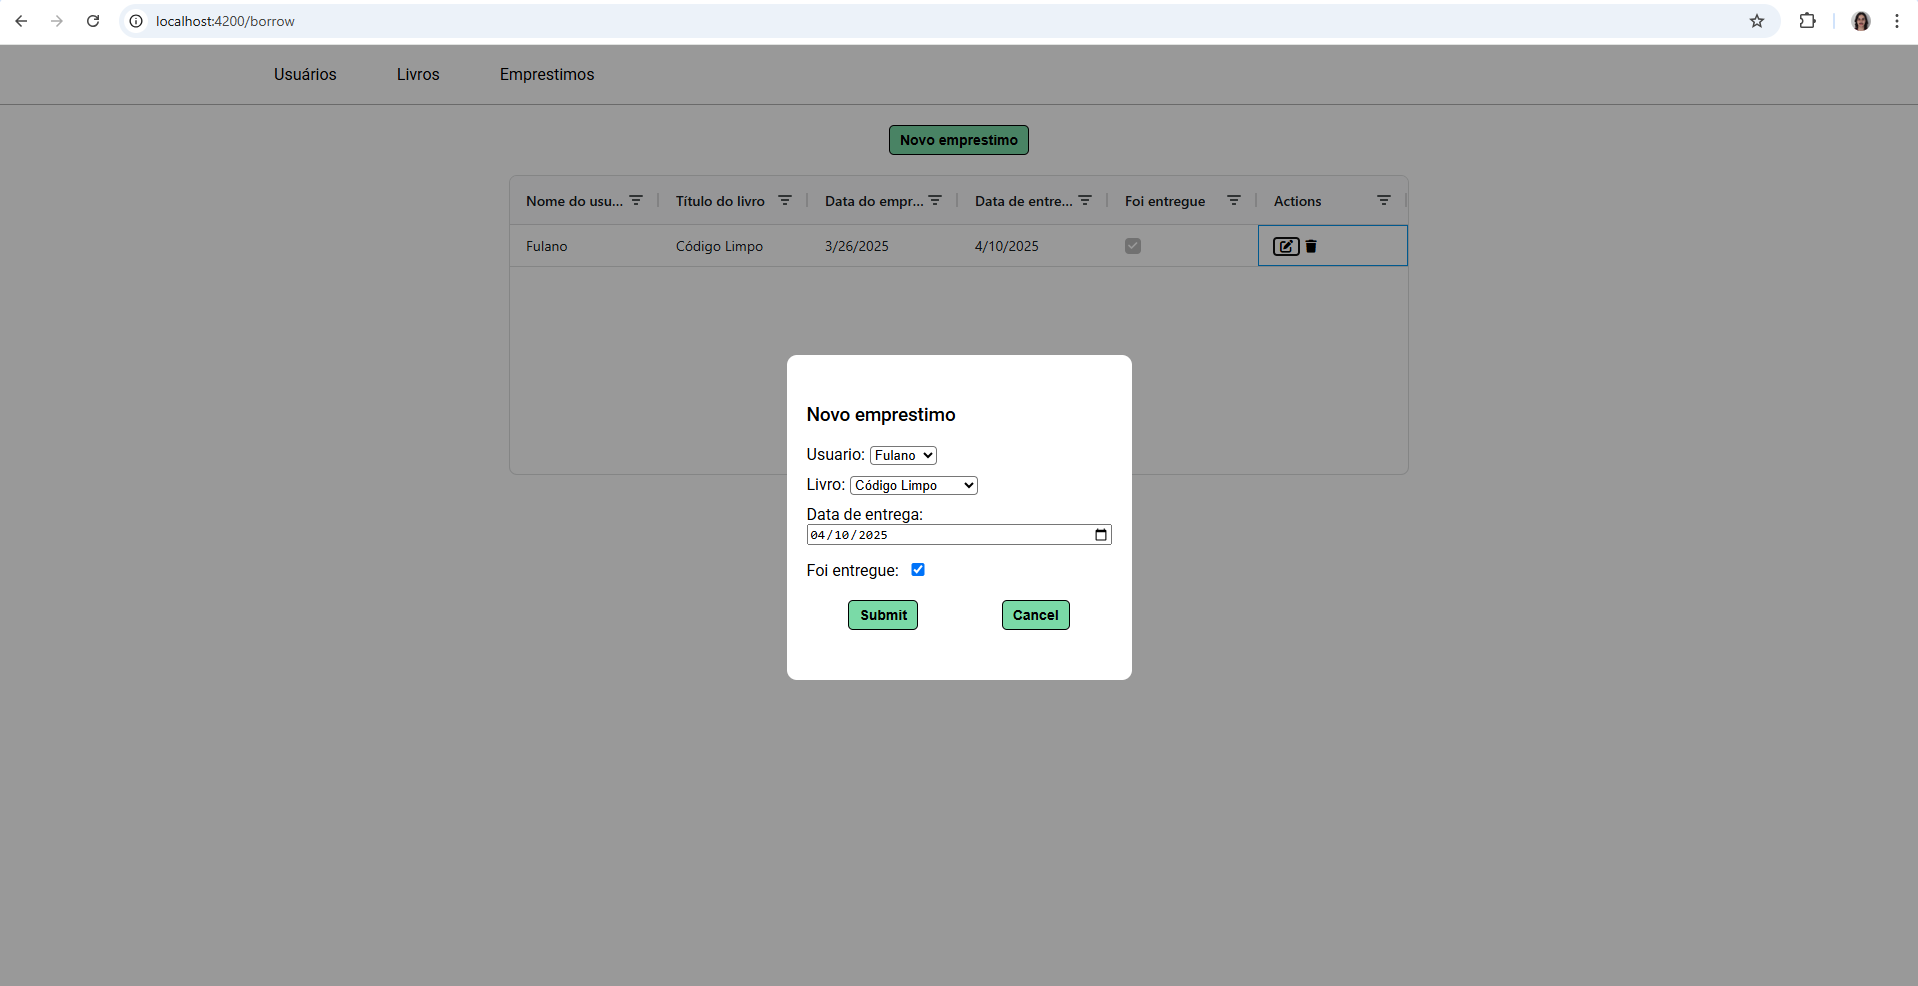 localhost:4200/borrow
Usuários Livros Emprestimos
Novo emprestimo
Nome do usu... Título do livro Data do empr... Data de entre... Foi entregue Actions
Fulano Código Limpo 3/26/2025 4/10/2025
Novo emprestimo
Usuario: Fulano
Livro: Código Limpo
Data de entrega:
04/10/2025
Foi entregue:
Submit Cancel